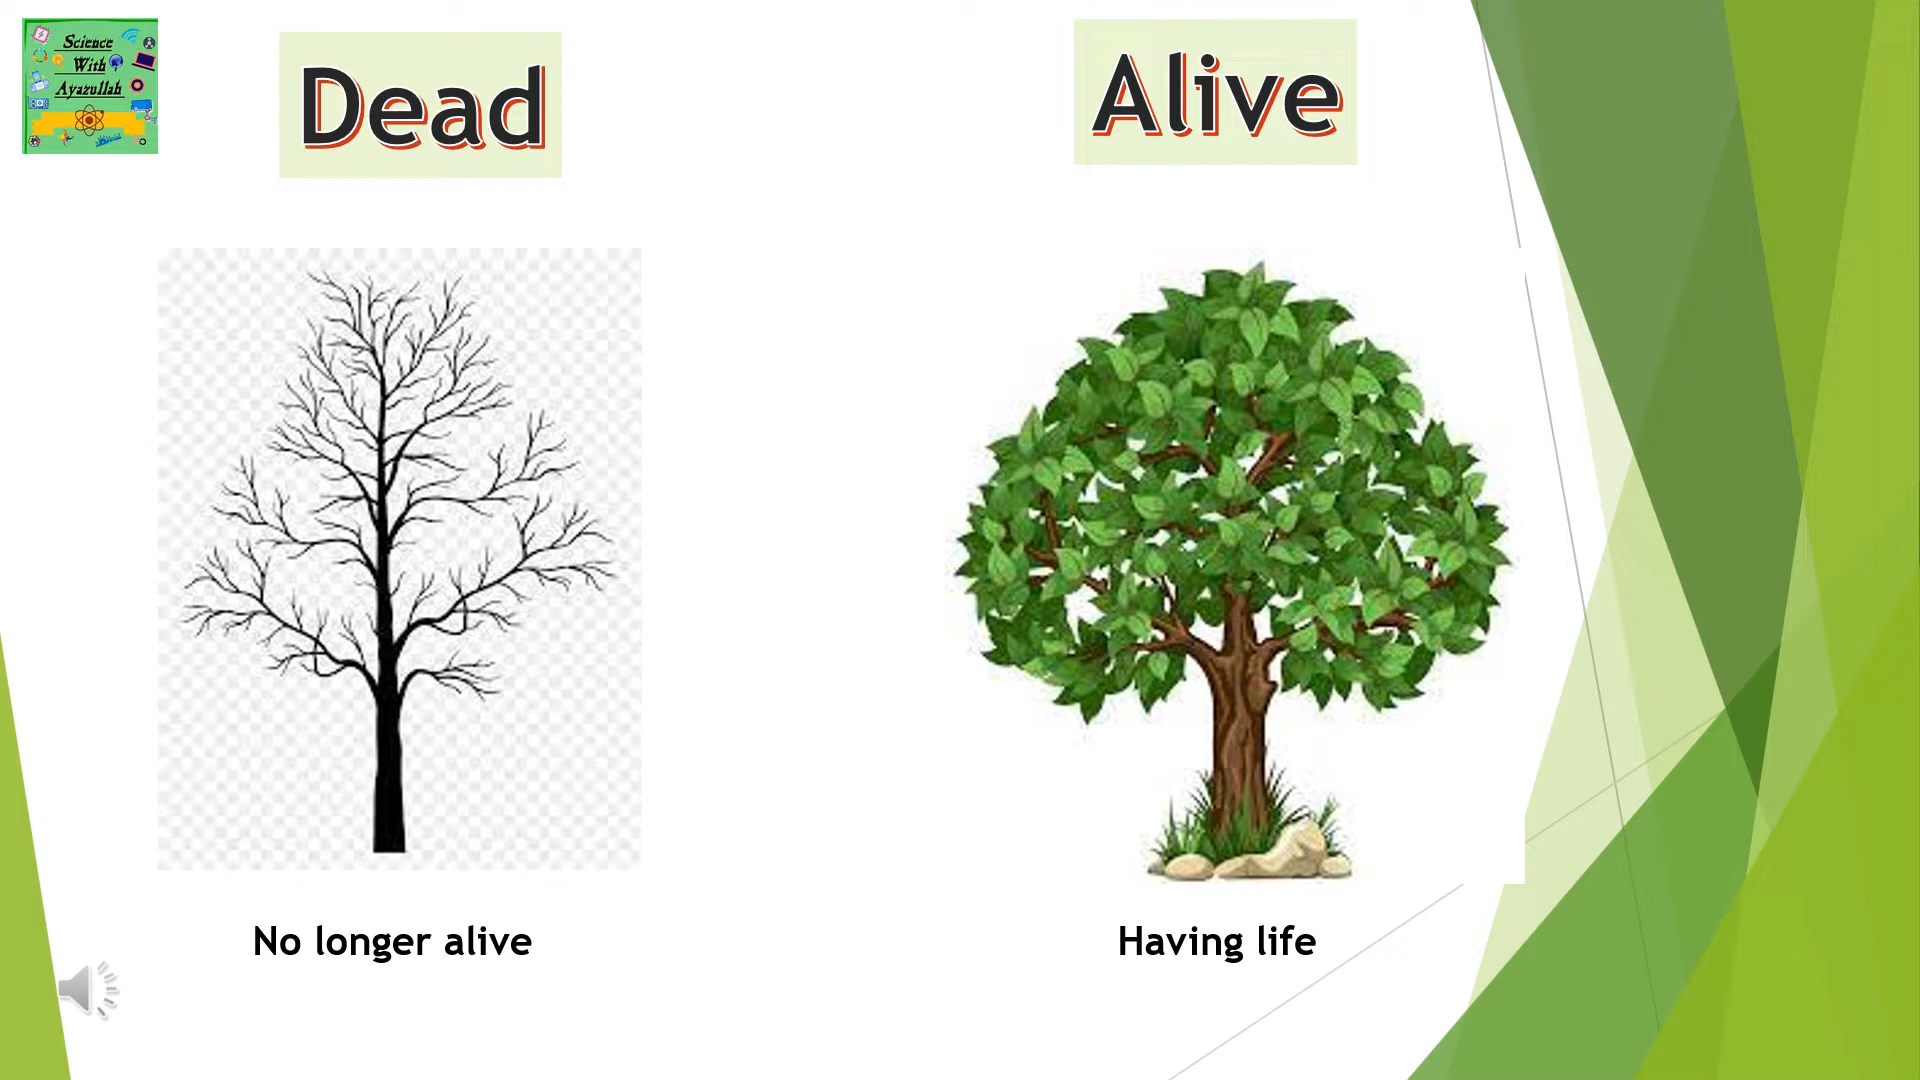 Science
With
Ayazullah
Dead
Alive
No longer alive
Having life